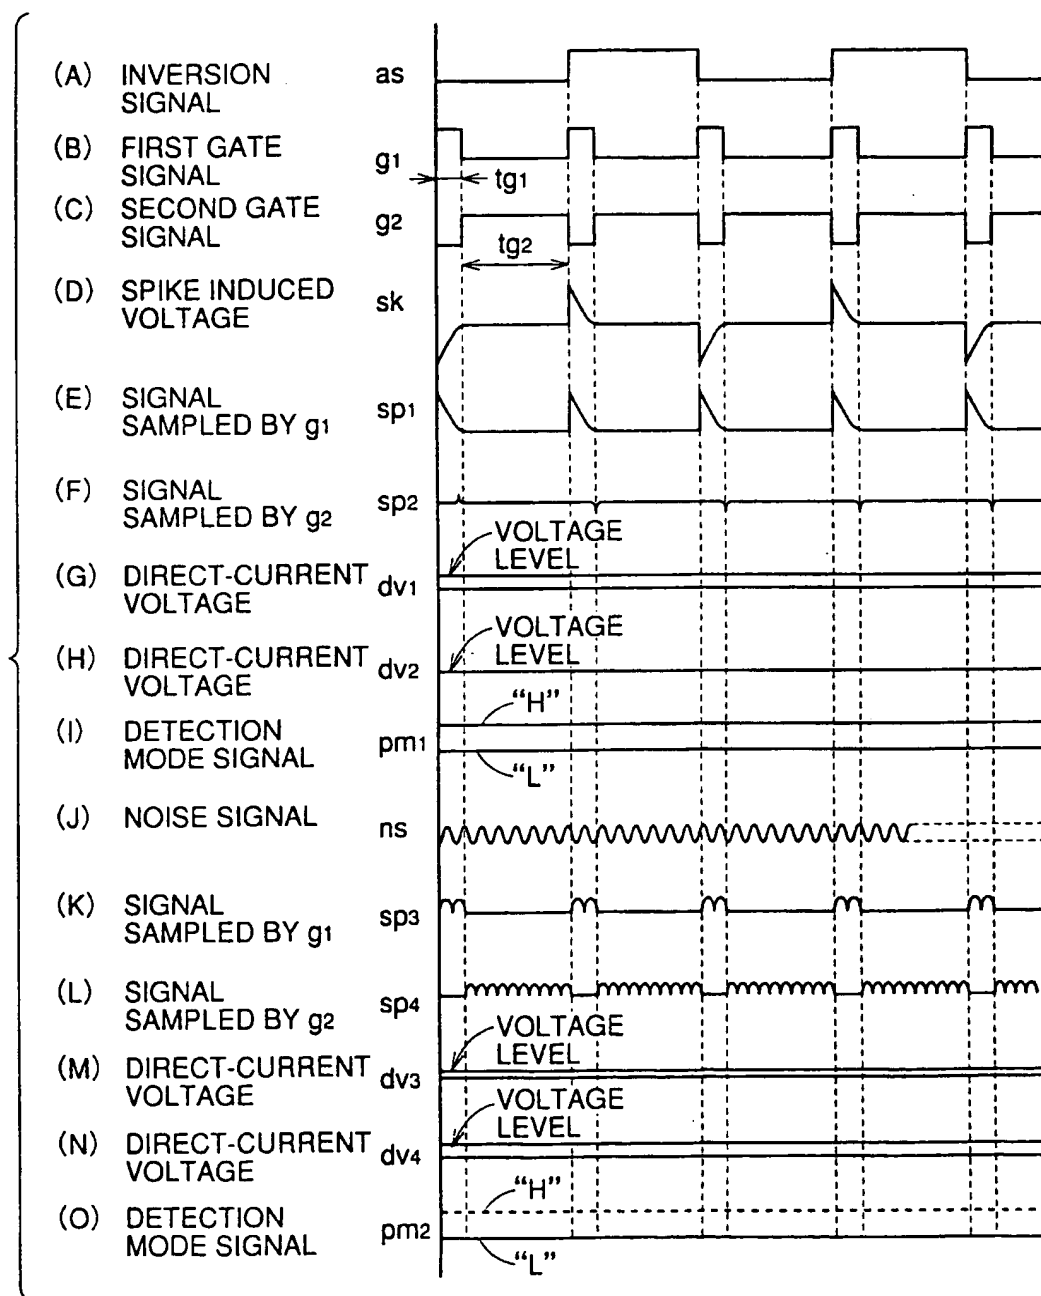 (A) INVERSION SIGNAL as
(B) FIRST GATE SIGNAL g1
tg1
(C) SECOND GATE SIGNAL g2
tg2
(D) SPIKE INDUCED VOLTAGE sk
(E) SIGNAL SAMPLED BY g1 sp1
(F) SIGNAL SAMPLED BY g2 sp2
VOLTAGE LEVEL
(G) DIRECT-CURRENT VOLTAGE dv1
VOLTAGE LEVEL
(H) DIRECT-CURRENT VOLTAGE dv2
"H"
(I) DETECTION MODE SIGNAL pm1
"L"
(J) NOISE SIGNAL ns
(K) SIGNAL SAMPLED BY g1 sp3
(L) SIGNAL SAMPLED BY g2 sp4
VOLTAGE LEVEL
(M) DIRECT-CURRENT VOLTAGE dv3
VOLTAGE LEVEL
(N) DIRECT-CURRENT VOLTAGE dv4
"H"
(O) DETECTION MODE SIGNAL pm2
"L"